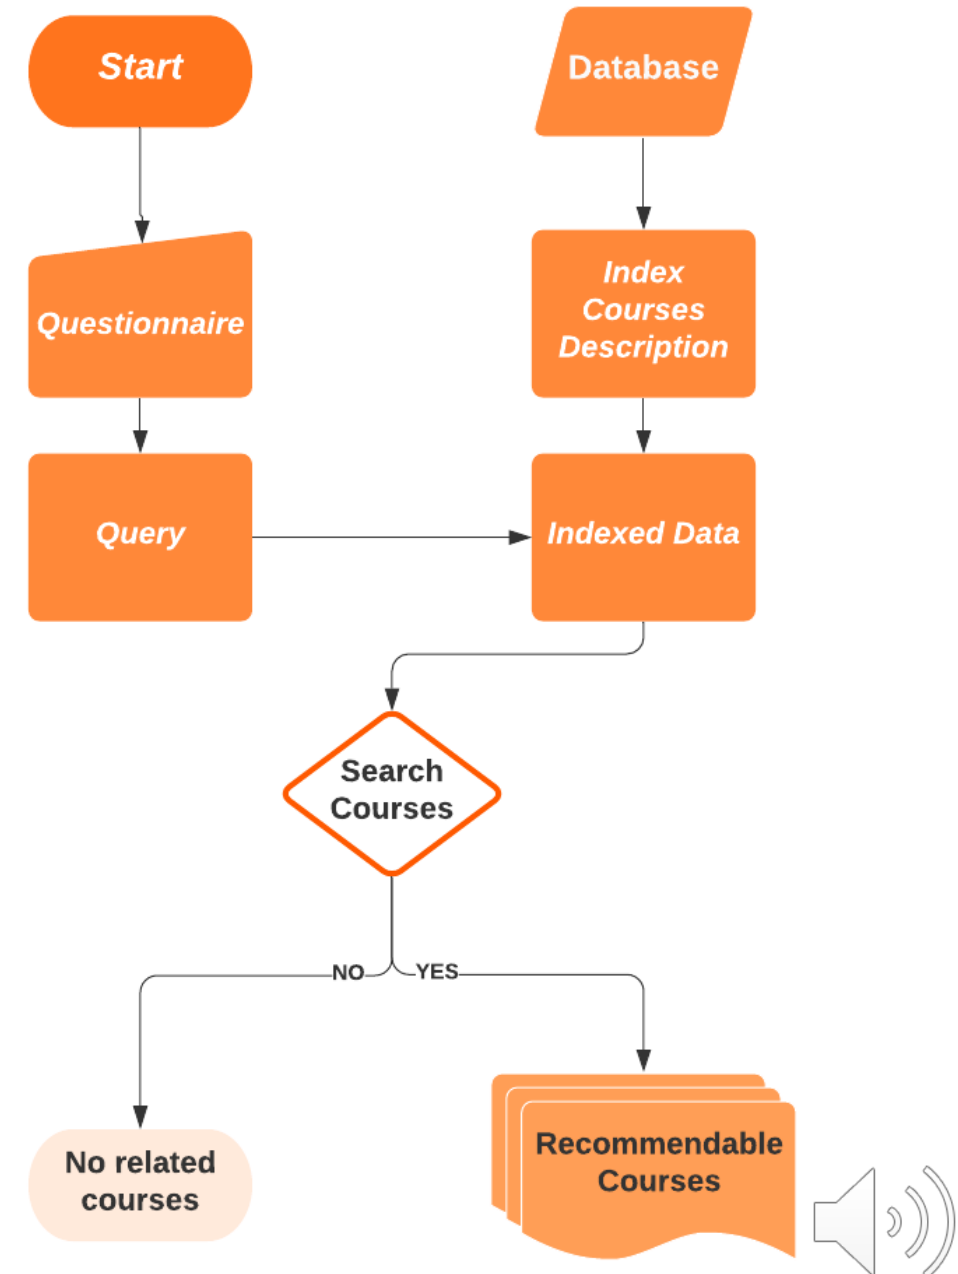 Start
Database
Questionnaire
Index
Courses
Description
Query
Indexed Data
Search
Courses
NO
YES
No related
courses
Recommendable
Courses